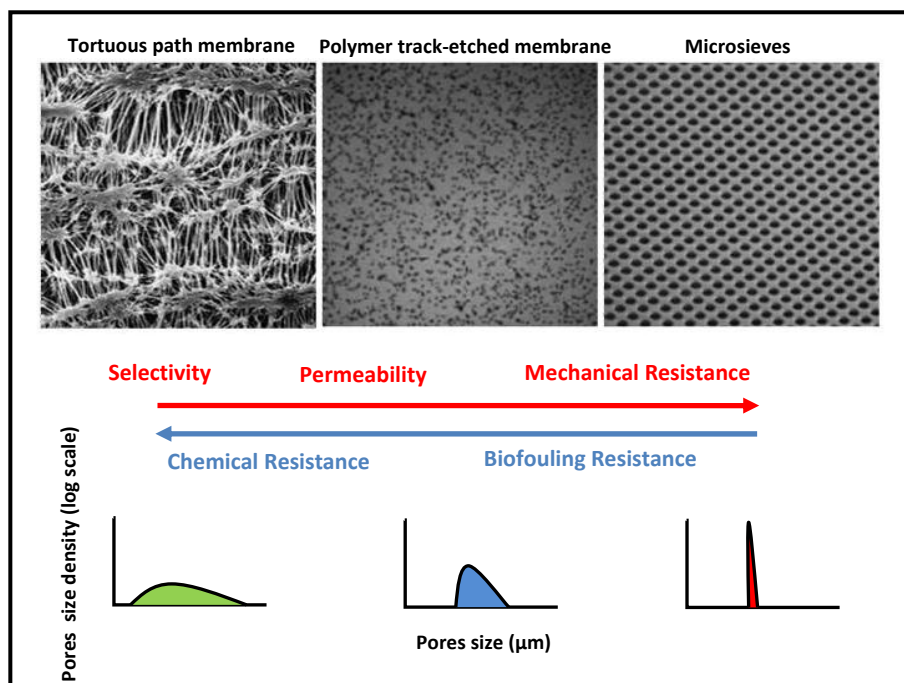 Tortuous path membrane
Polymer track-etched membrane
Microsieves
Selectivity
Permeability
Mechanical Resistance
Chemical Resistance
Biofouling Resistance
Pores size density (log scale)
Pores size (µm)